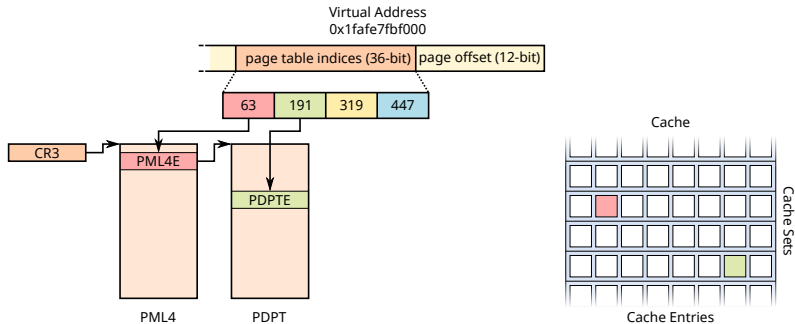 Virtual Address
0x1fafe7fbf000
page table indices (36-bit)
page offset (12-bit)
63
191
319
447
CR3
PML4E
PDPTE
PML4
PDPT
Cache
Cache Sets
Cache Entries